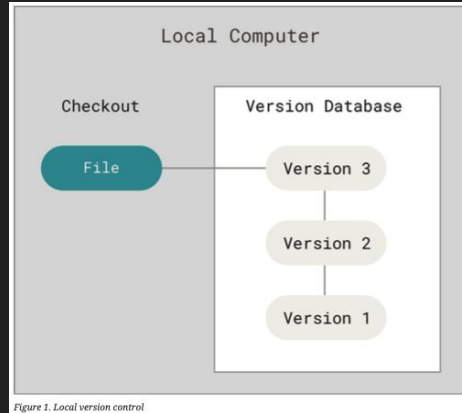 Local Computer
Checkout
Version Database
File
Version 3
Version 2
Version 1
Figure 1. Local version control